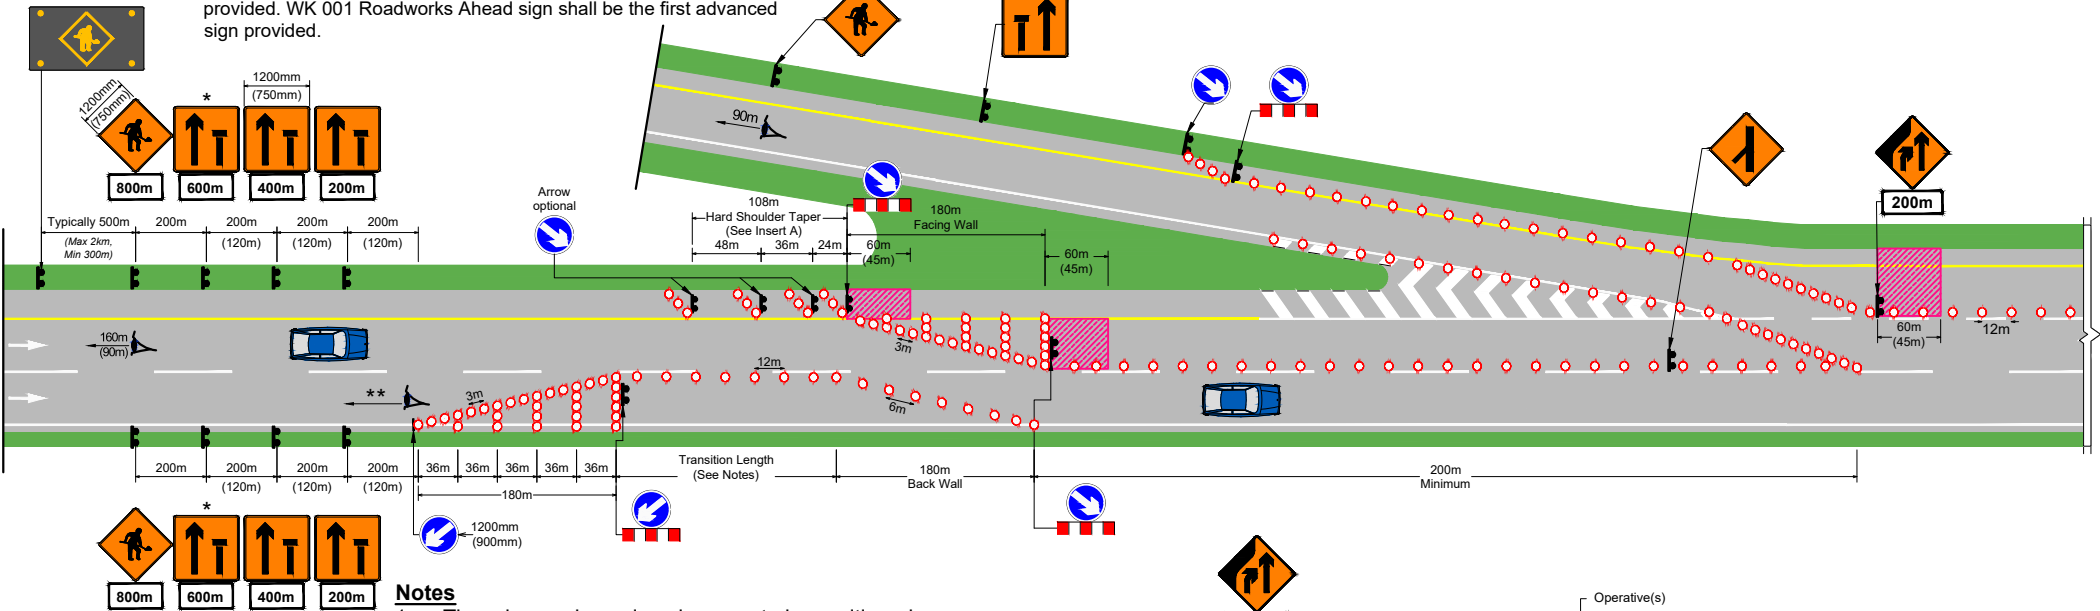 provided. WK 001 Roadworks Ahead sign shall be the first advanced
sign provided.
1200mm
(750mm)
*
1200mm
(750mm)
800m
600m
400m
200m
Typically 500m
(Max 2km,
Min 300m)
200m
200m
(120m)
200m
(120m)
200m
(120m)
Arrow
optional
108m
Hard Shoulder Taper
(See Insert A)
48m
36m
24m
60m
(45m)
180m
Facing Wall
60m
(45m)
90m
200m
60m
(45m)
12m
160m
(90m)
**
3m
12m
3m
6m
200m
200m
(120m)
200m
(120m)
200m
(120m)
36m
36m
36m
36m
36m
180m
Transition Length
(See Notes)
180m
Back Wall
200m
Minimum
1200mm
(900mm)
*
800m
600m
400m
200m
Notes
Operative(s)